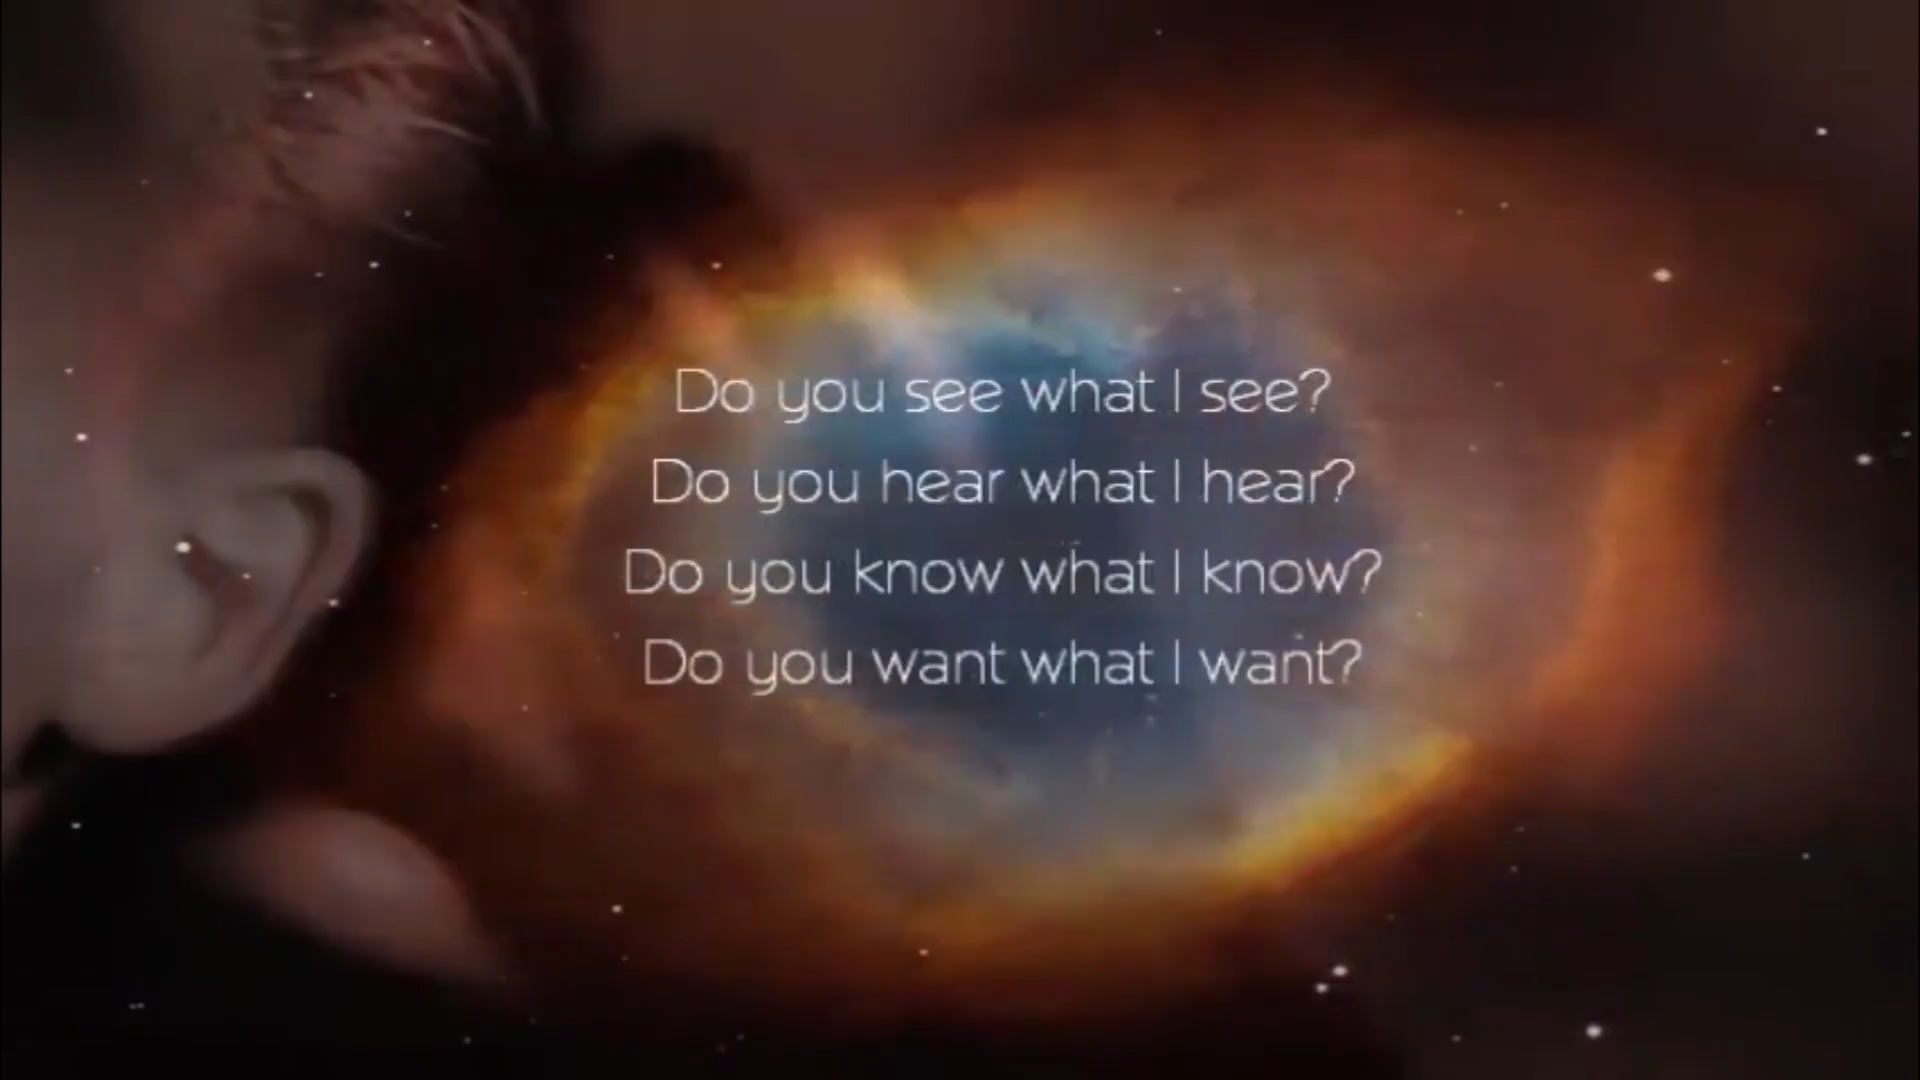 Do you see what I see?
Do you hear what I hear?
Do you know what I know?
Do you want what I want?